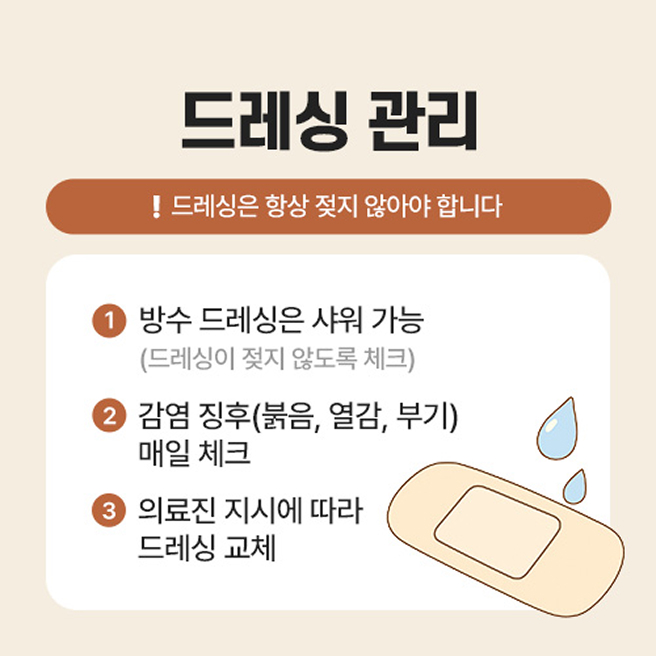 드레싱 관리
! 드레싱은 항상 젖지 않아야 합니다
1 방수 드레싱은 샤워 가능
(드레싱이 젖지 않도록 체크)
2 감염 징후(붉음, 열감, 부기)
매일 체크
3 의료진 지시에 따라
드레싱 교체